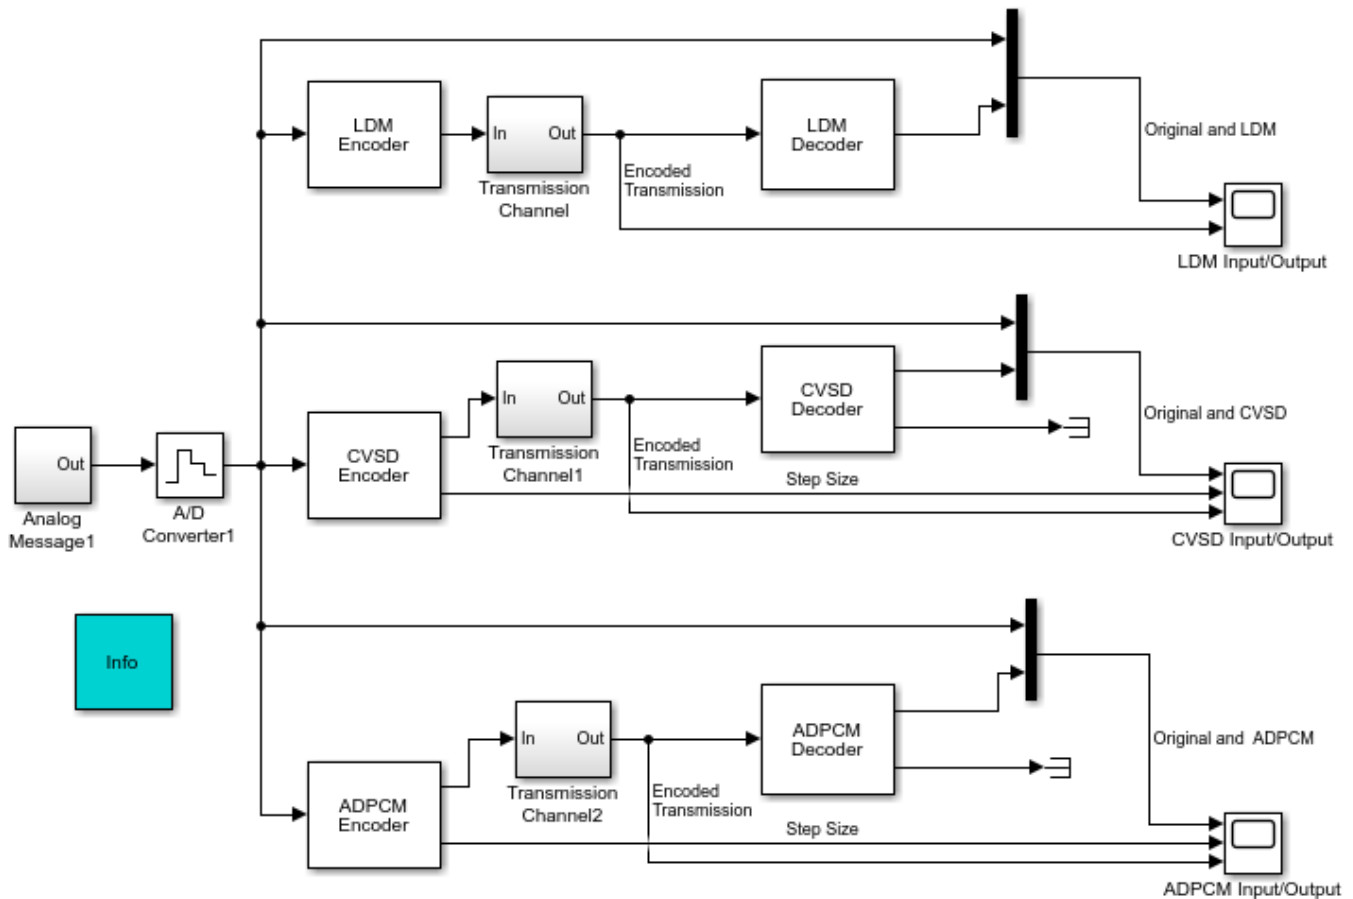 LDM
Encoder
In
Out
Transmission
Channel
Encoded
Transmission
LDM
Decoder
Original and LDM
LDM Input/Output
Out
Analog
Message1
A/D
Converter1
CVSD
Encoder
In
Out
Transmission
Channel1
Encoded
Transmission
CVSD
Decoder
Step Size
Original and CVSD
CVSD Input/Output
Info
ADPCM
Encoder
In
Out
Transmission
Channel2
Encoded
Transmission
ADPCM
Decoder
Step Size
Original and ADPCM
ADPCM Input/Output